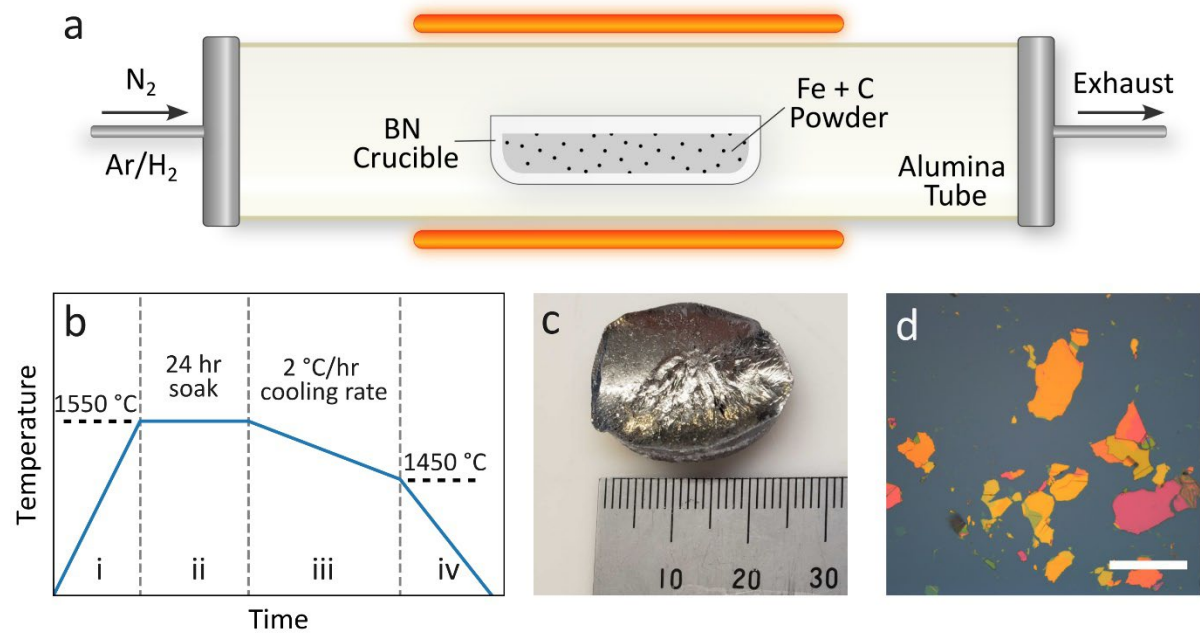 a
N2
Ar/H2
BN
Crucible
Fe + C
Powder
Exhaust
Alumina
Tube
b
24 hr
soak
2 °C/hr
cooling rate
1550 °C
1450 °C
i
ii
iii
iv
Temperature
Time
c
10
20
30
d